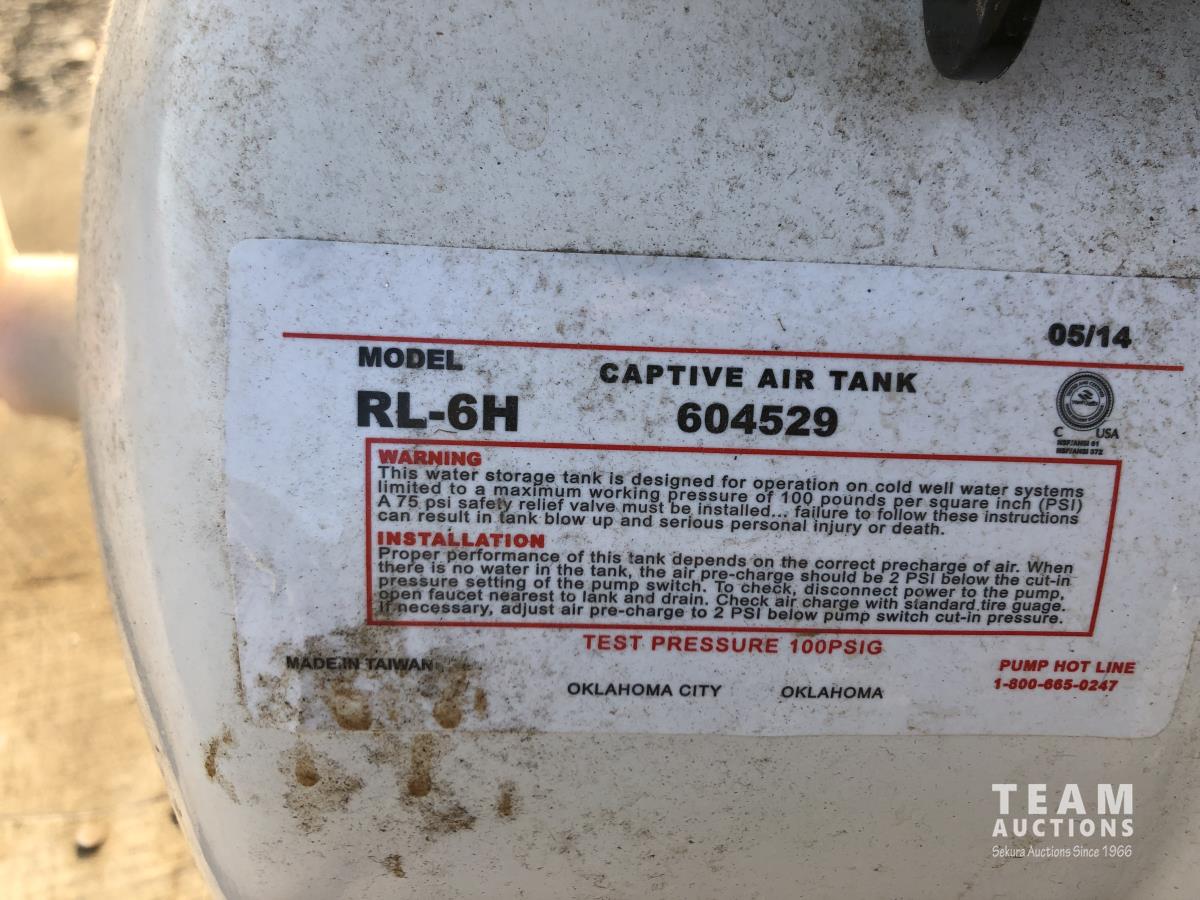 05/14
MODEL
CAPTIVE AIR TANK
RL-6H
604529
C USA
NSF/ANSI 61
NSF/ANSI 372
WARNING
This water storage tank is designed for operation on cold well water systems
limited to a maximum working pressure of 100 pounds per square inch (PSI)
A 75 psi safety relief valve must be installed... failure to follow these instructions
can result in tank blow up and serious personal injury or death.
INSTALLATION
Proper performance of this tank depends on the correct precharge of air. When
there is no water in the tank, the air pre-charge should be 2 PSI below the cut-in
pressure setting of the pump switch. To check, disconnect power to the pump,
open faucet nearest to lank and drain. Check air charge with standard tire guage.
If necessary, adjust air pre-charge to 2 PSI below pump switch cut-in pressure.
TEST PRESSURE 100PSIG
MADE IN TAIWAN
PUMP HOT LINE
1-800-665-0247
OKLAHOMA CITY OKLAHOMA
TEAM
AUCTIONS
Sekura Auctions Since 1966